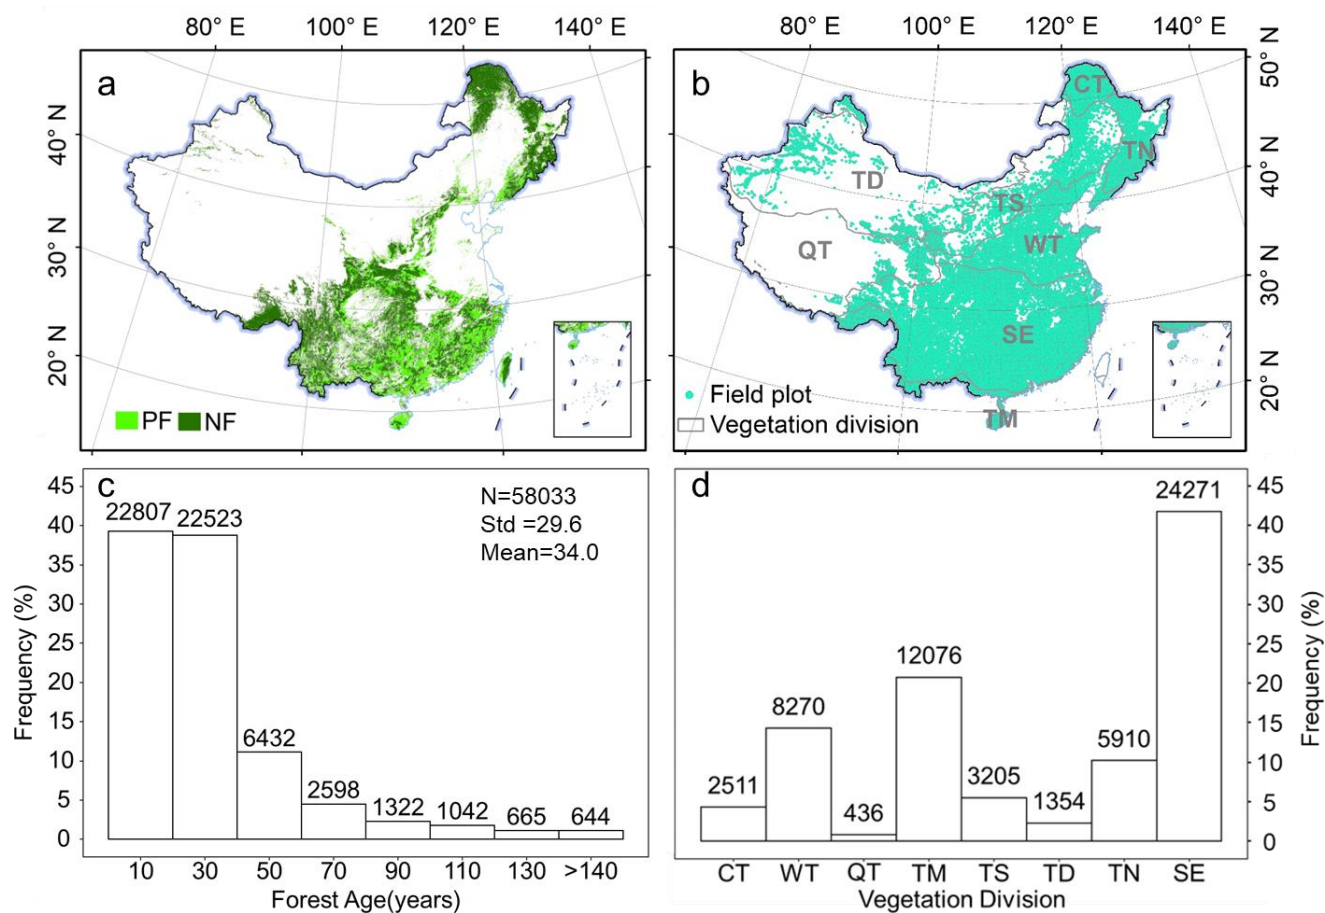 80° E 100° E 120° E 140° E
80° E 100° E 120° E 140° E
a
40° N
30° N
20° N
PF NF
b
50° N
40° N
30° N
20° N
CT
TN
TD
TS
WT
QT
SE
TM
Field plot
Vegetation division
c
N=58033
Std =29.6
Mean=34.0
Frequency (%)
45
40
35
30
25
20
15
10
5
0
22807 22523 6432 2598 1322 1042 665 644
10 30 50 70 90 110 130 >140
Forest Age(years)
d
2511 8270 436 12076 3205 1354 5910 24271
45
40
35
30
25
20
15
10
5
0
Frequency (%)
CT WT QT TM TS TD TN SE
Vegetation Division